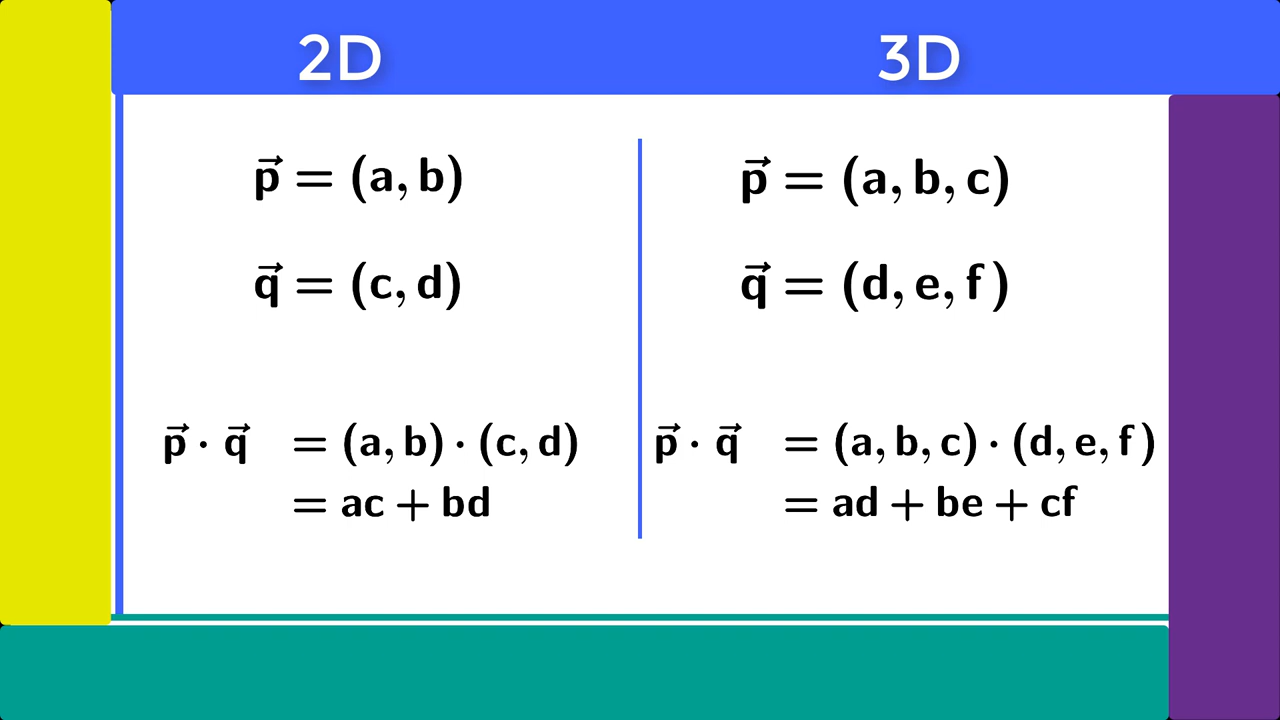 2D
p⃗ = (a, b)
q⃗ = (c, d)
p⃗ · q⃗ = (a, b) · (c, d)
= ac + bd
3D
p⃗ = (a, b, c)
q⃗ = (d, e, f)
p⃗ · q⃗ = (a, b, c) · (d, e, f)
= ad + be + cf